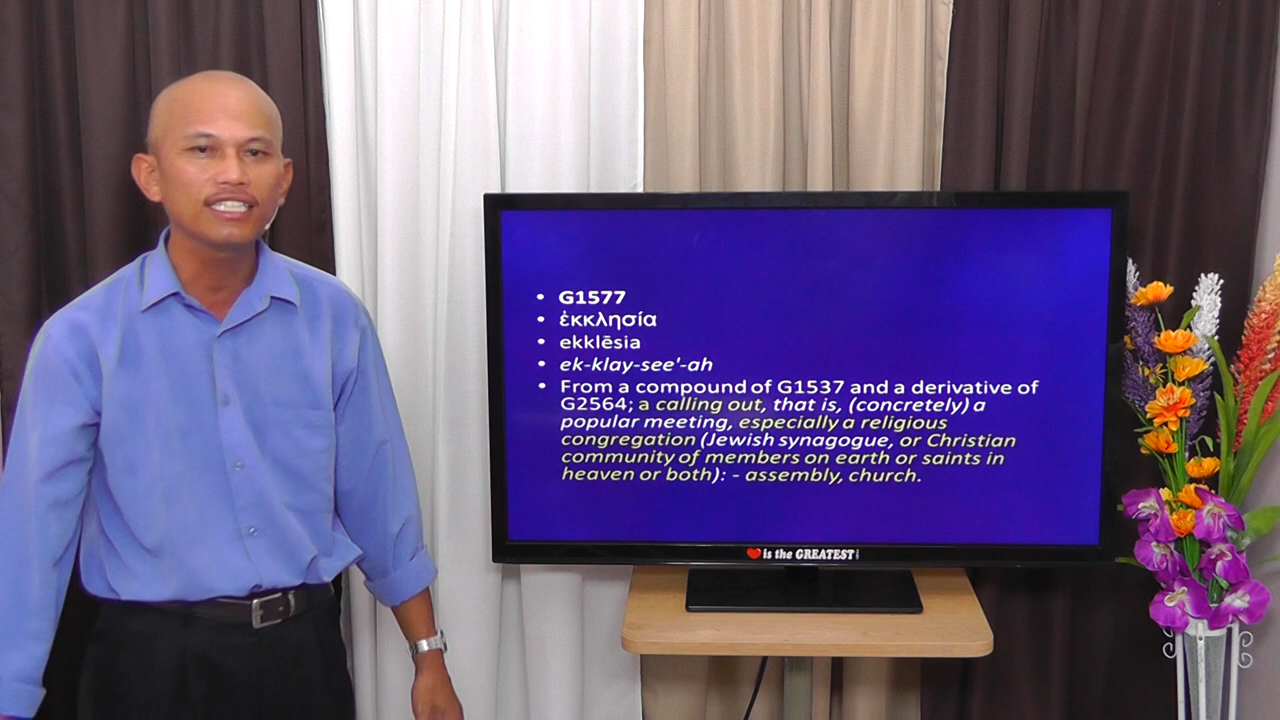 • G1577
• ἐκκλησία
• ekklēsia
• ek-klay-see'-ah
• From a compound of G1537 and a derivative of
G2564; a calling out, that is, (concretely) a
popular meeting, especially a religious
congregation (Jewish synagogue, or Christian
community of members on earth or saints in
heaven or both): - assembly, church.
❤ is the GREATEST!